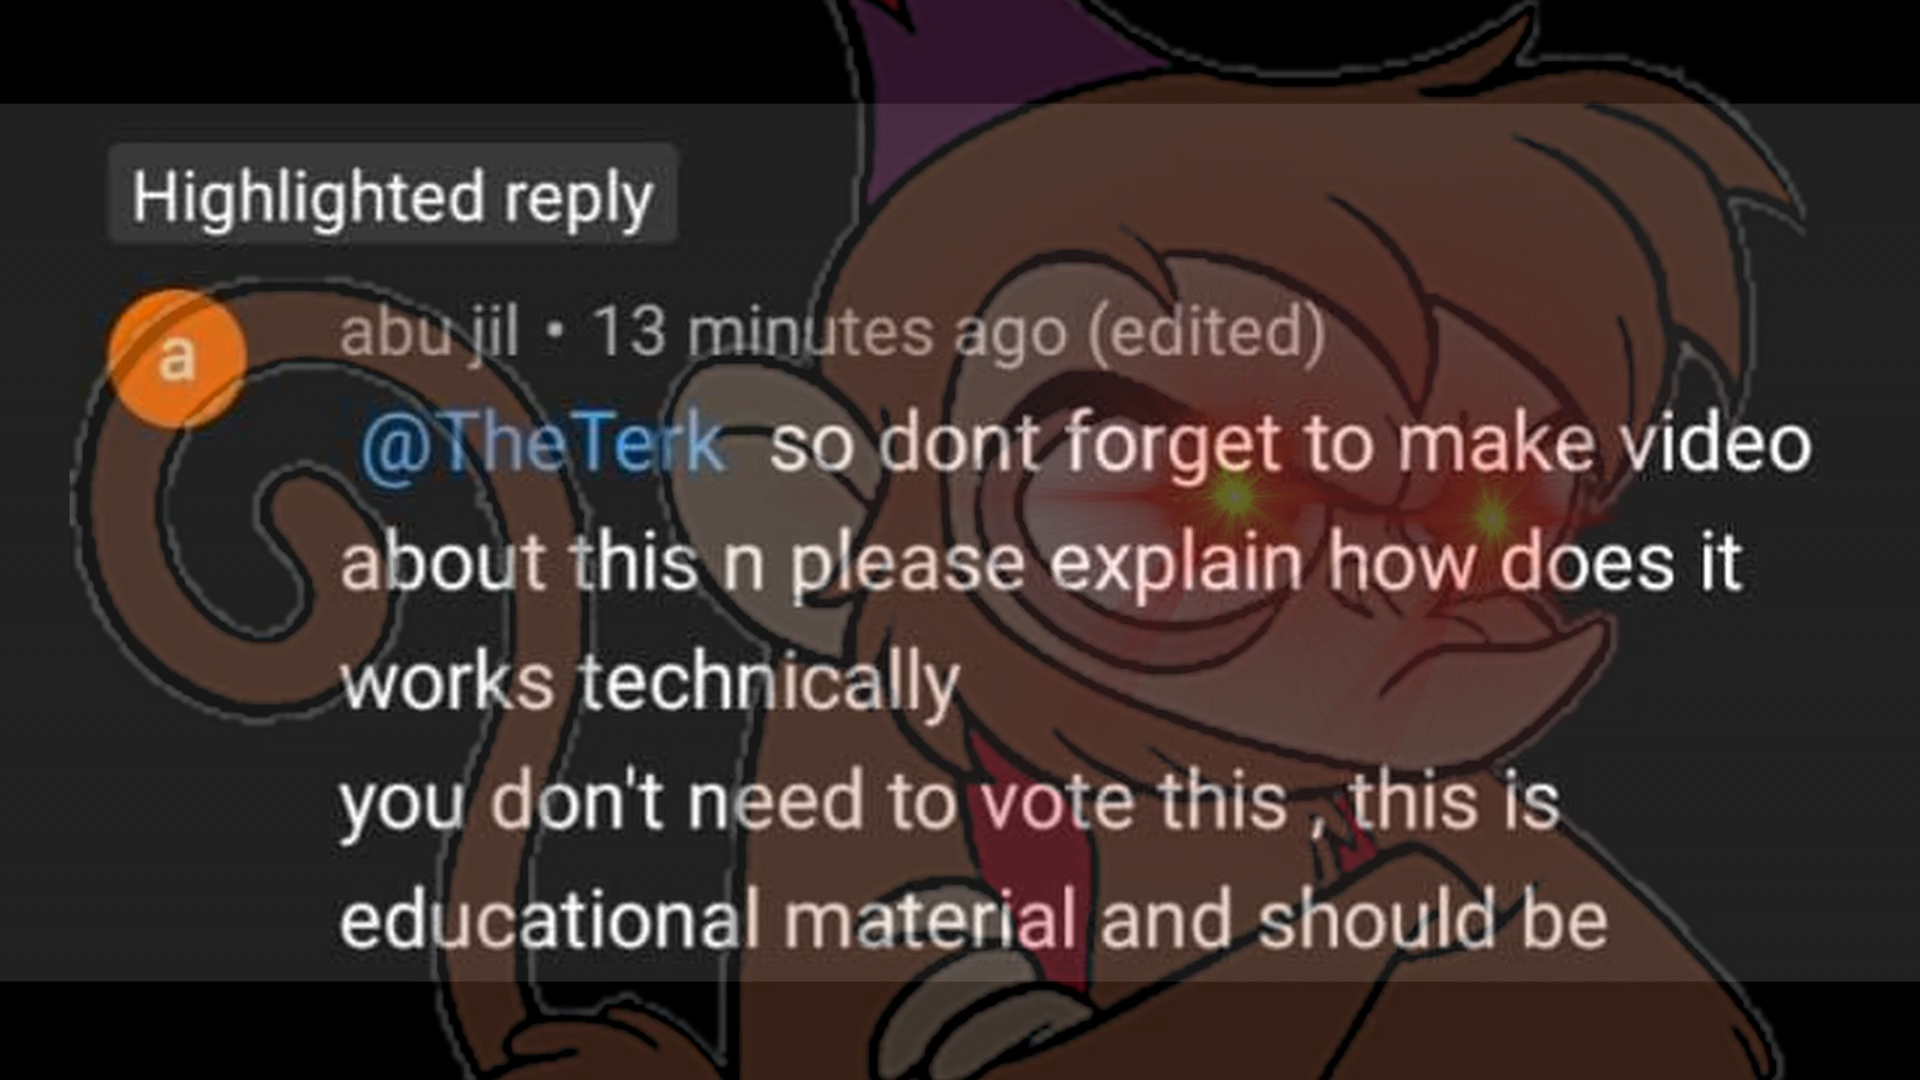 Highlighted reply
a
abu jil • 13 minutes ago (edited)
@TheTerk so dont forget to make video
about this n please explain how does it
works technically
you don't need to vote this , this is
educational material and should be